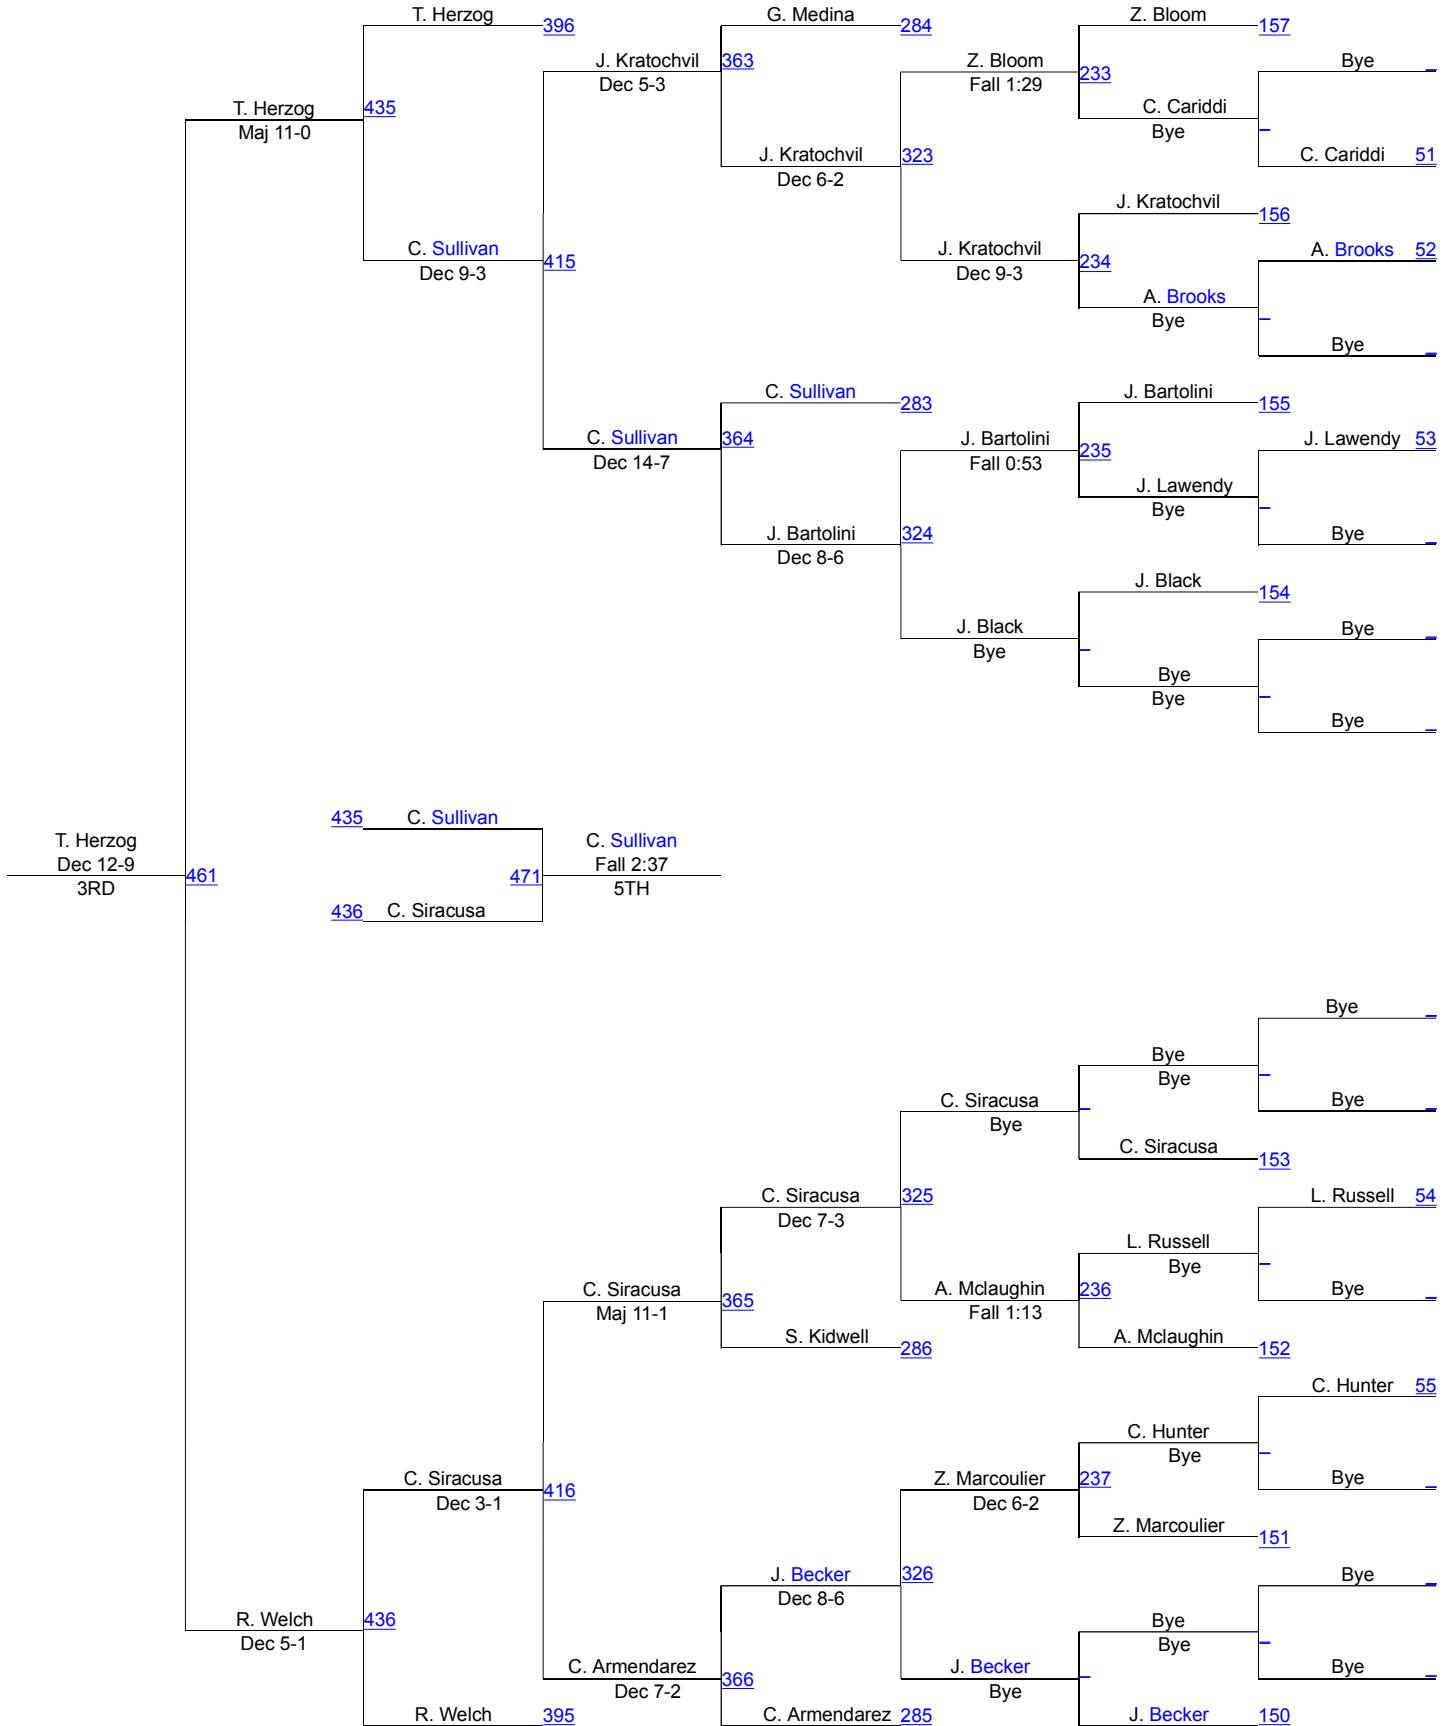 T. Herzog 396
G. Medina 284
Z. Bloom 157
J. Kratochvil 363
Dec 5-3
Z. Bloom 233
Fall 1:29
Bye _
T. Herzog 435
Maj 11-0
C. Cariddi _
Bye
J. Kratochvil 323
Dec 6-2
C. Cariddi 51
J. Kratochvil 156
C. Sullivan 415
Dec 9-3
J. Kratochvil 234
Dec 9-3
A. Brooks 52
A. Brooks _
Bye
Bye _
C. Sullivan 283
J. Bartolini 155
C. Sullivan 364
Dec 14-7
J. Bartolini 235
Fall 0:53
J. Lawendy 53
J. Lawendy _
Bye
J. Bartolini 324
Dec 8-6
Bye _
J. Black 154
J. Black _
Bye
Bye _
Bye _
Bye
Bye _
435 C. Sullivan
T. Herzog
Dec 12-9
3RD
461
C. Sullivan
Fall 2:37
5TH
471
436 C. Siracusa
Bye _
Bye _
Bye
C. Siracusa _
Bye
Bye _
C. Siracusa 153
C. Siracusa 325
Dec 7-3
L. Russell 54
L. Russell _
Bye
C. Siracusa 365
Maj 11-1
A. Mclaughin 236
Fall 1:13
Bye _
S. Kidwell 286
A. Mclaughin 152
C. Hunter 55
C. Hunter _
Bye
C. Siracusa 416
Dec 3-1
Z. Marcoulier 237
Dec 6-2
Bye _
Z. Marcoulier 151
J. Becker 326
Dec 8-6
Bye _
R. Welch 436
Dec 5-1
Bye _
Bye
C. Armendarez 366
Dec 7-2
J. Becker _
Bye
Bye _
R. Welch 395
C. Armendarez 285
J. Becker 150